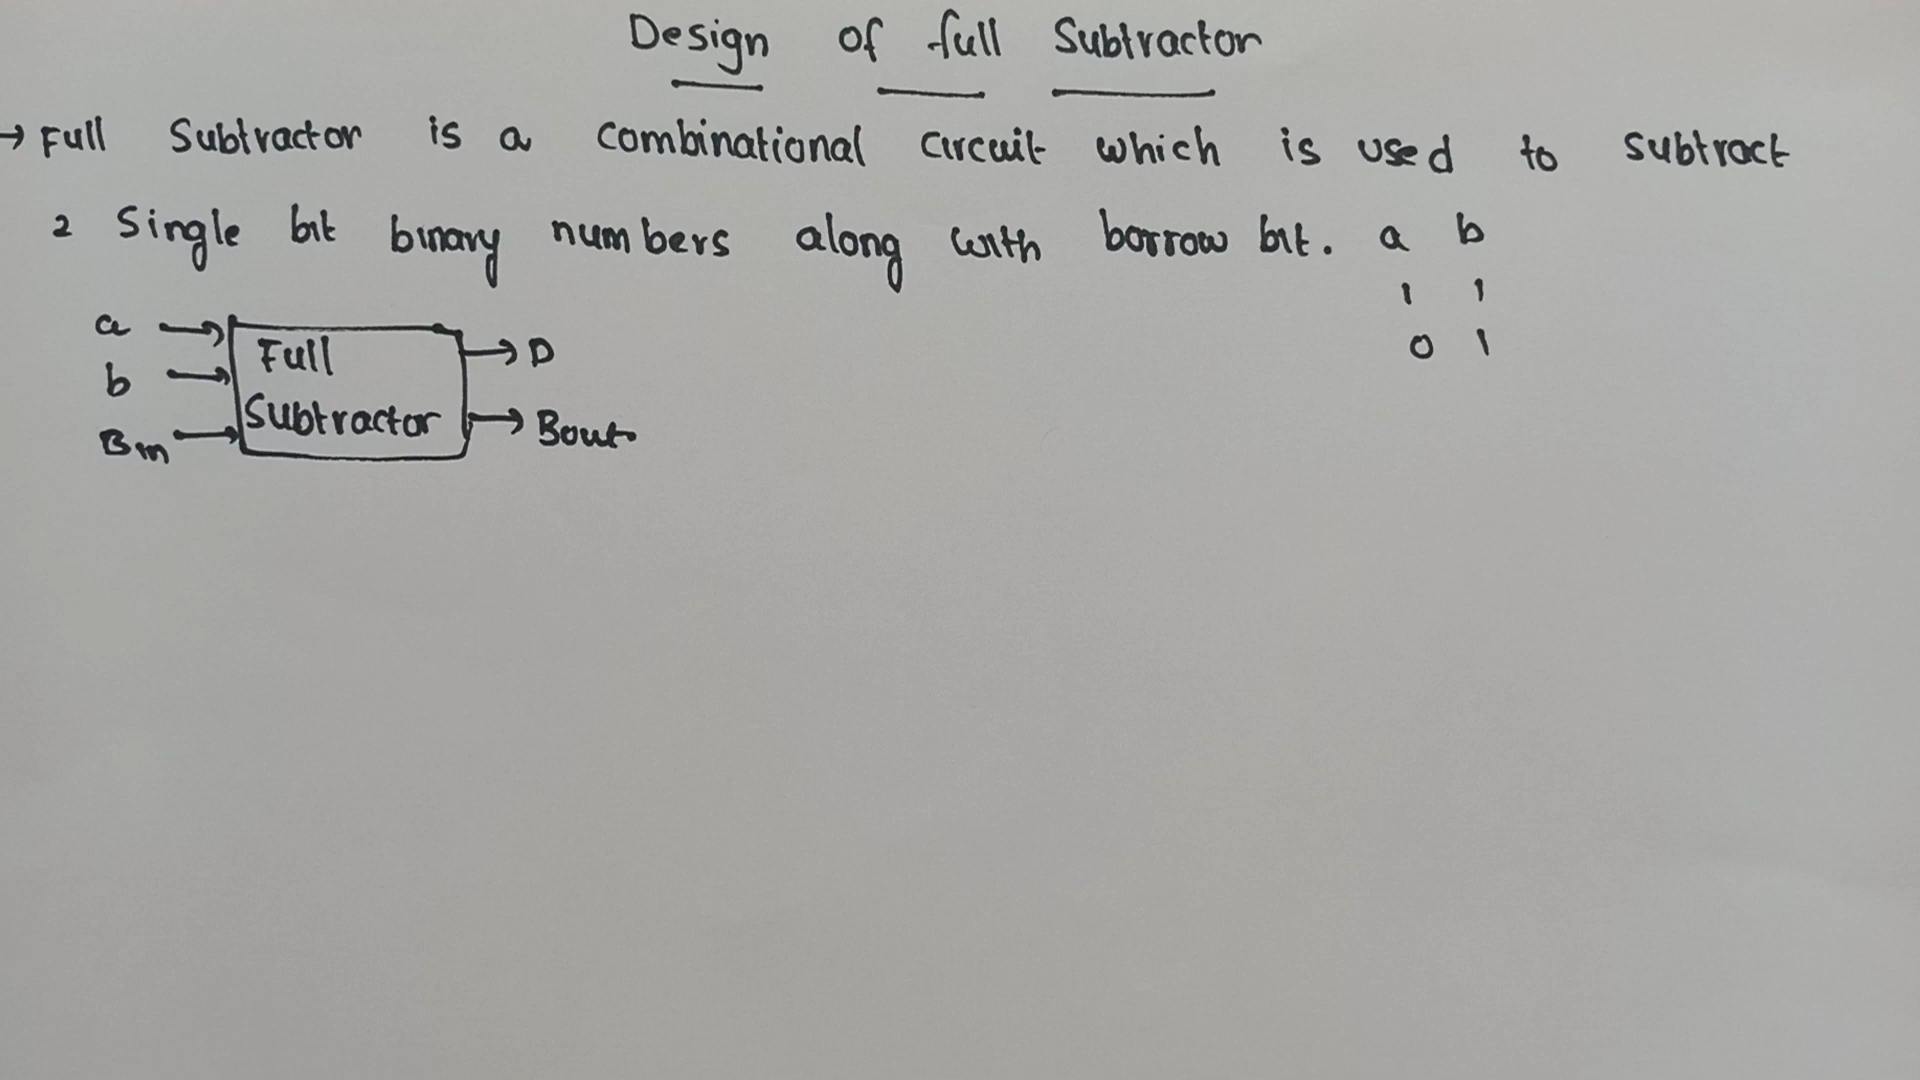 Design of full Subtractor
→ Full Subtractor is a combinational circuit which is used to subtract
2 Single bit binary numbers along with borrow bit. a b
1 1
0 1
a
b
Bin
Full
Subtractor
D
Bout